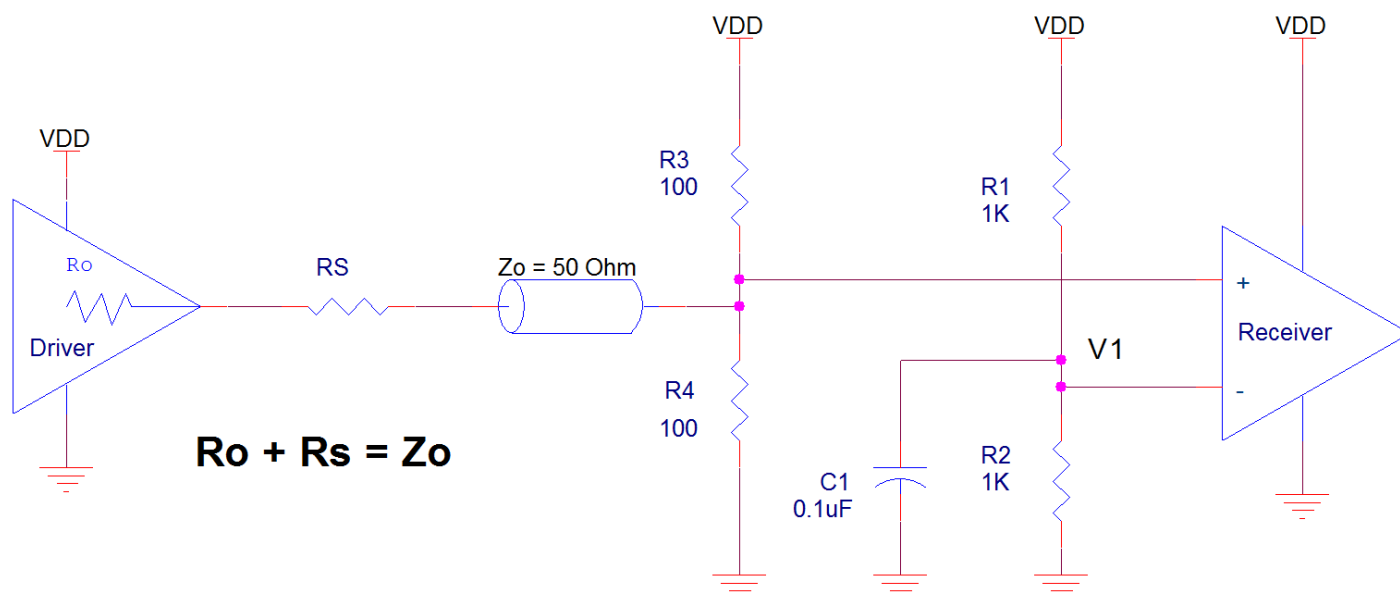 VDD
VDD
VDD
VDD
R3
100
R1
1K
Ro
RS
Zo = 50 Ohm
+
Driver
Receiver
V1
-
R4
100
Ro + Rs = Zo
R2
1K
C1
0.1uF